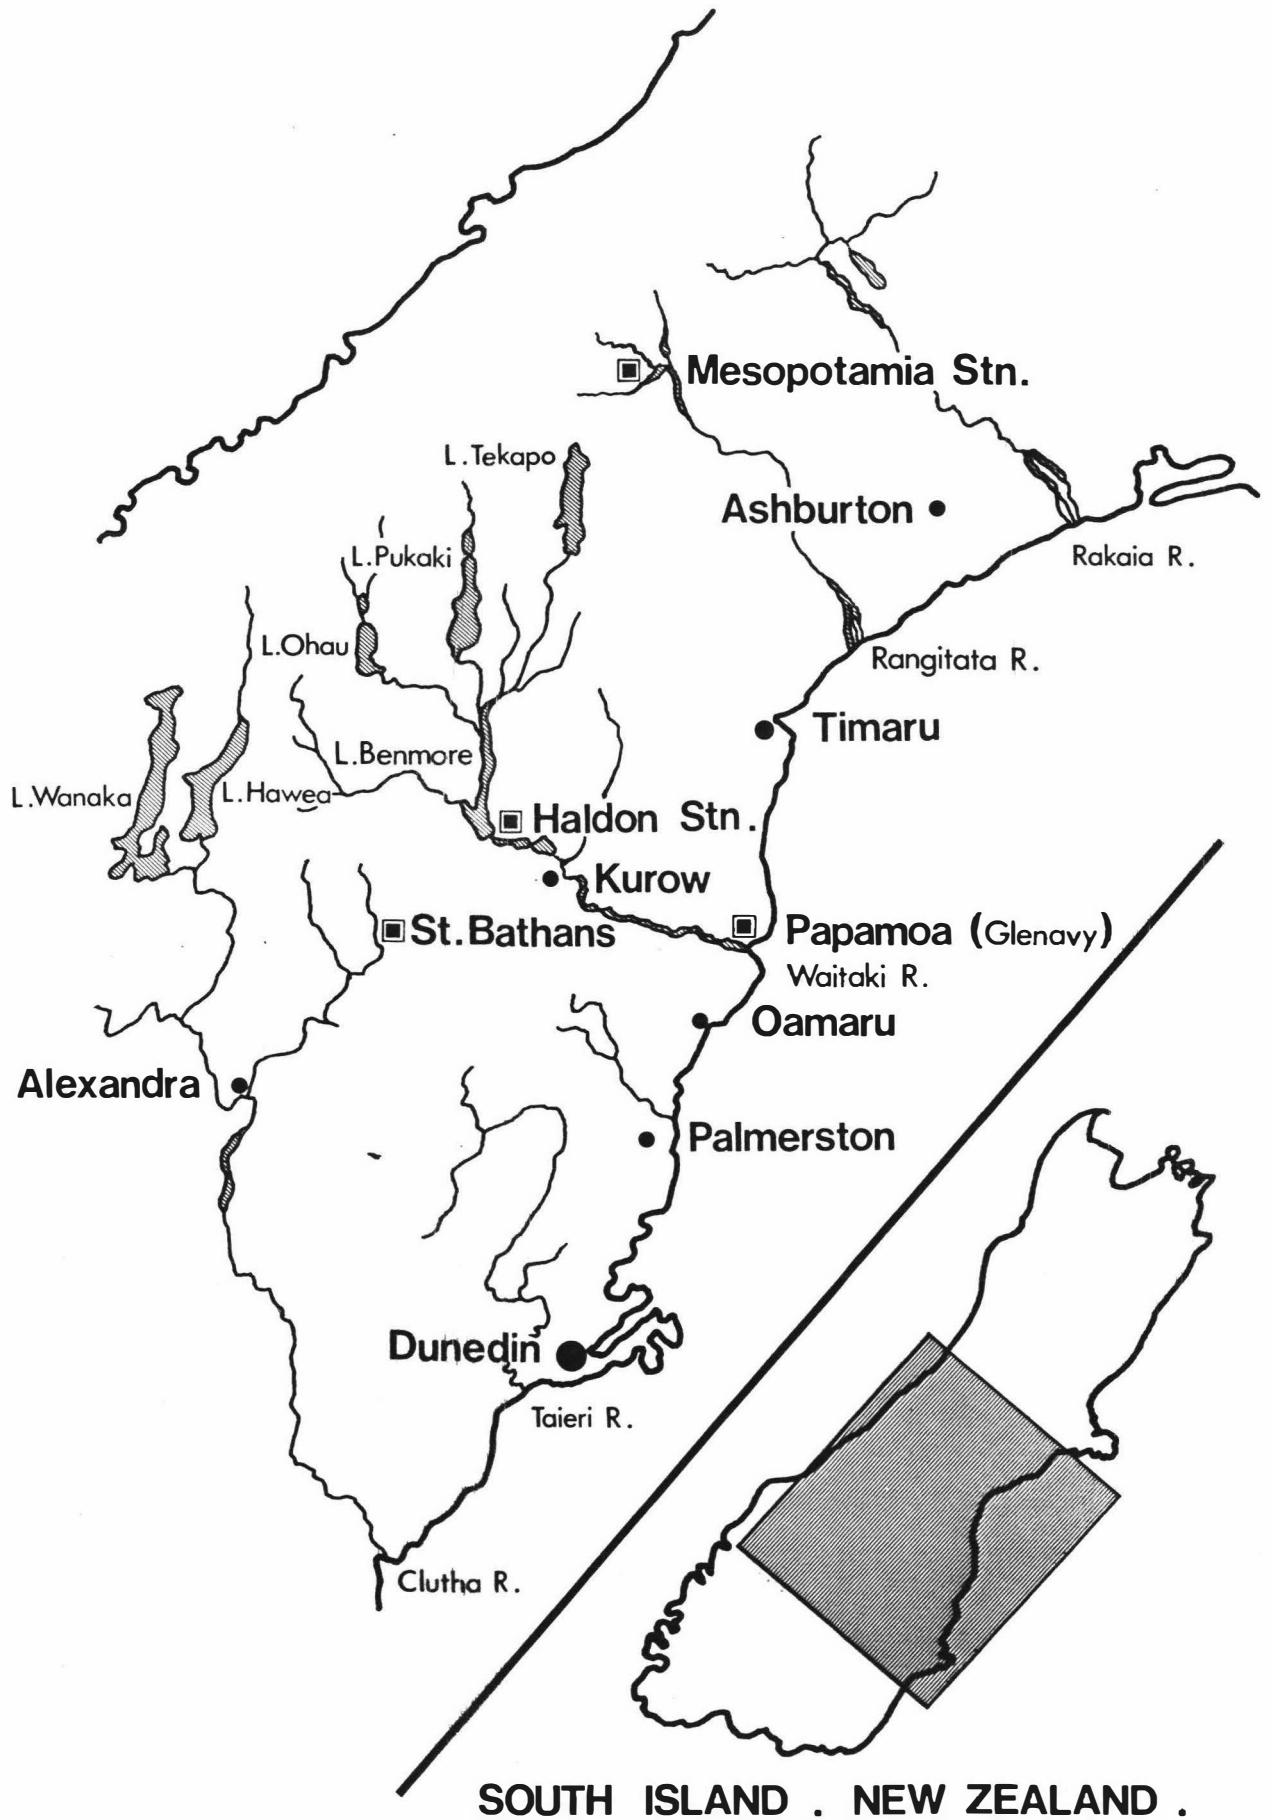 Mesopotamia Stn.
L.Tekapo
Ashburton
L.Pukaki
Rakaia R.
L.Ohau
Rangitata R.
Timaru
L.Benmore
L.Wanaka
L.Hawea
Haldon Stn.
Kurow
St.Bathans
Papamoa (Glenavy)
Waitaki R.
Oamaru
Alexandra
Palmerston
Dunedin
Taieri R.
Clutha R.
SOUTH ISLAND . NEW ZEALAND .